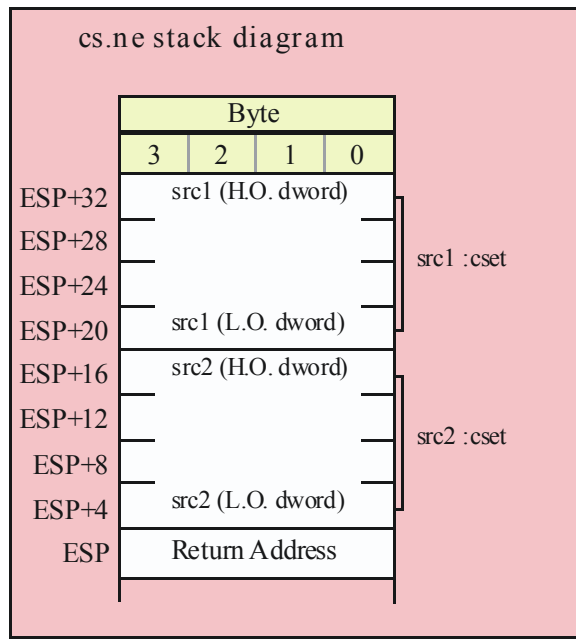 cs.ne stack diagram
Byte
3 2 1 0
ESP+32 src1 (H.O. dword)
ESP+28
ESP+24
src1 :cset
ESP+20 src1 (L.O. dword)
ESP+16 src2 (H.O. dword)
ESP+12
src2 :cset
ESP+8
ESP+4 src2 (L.O. dword)
ESP Return Address